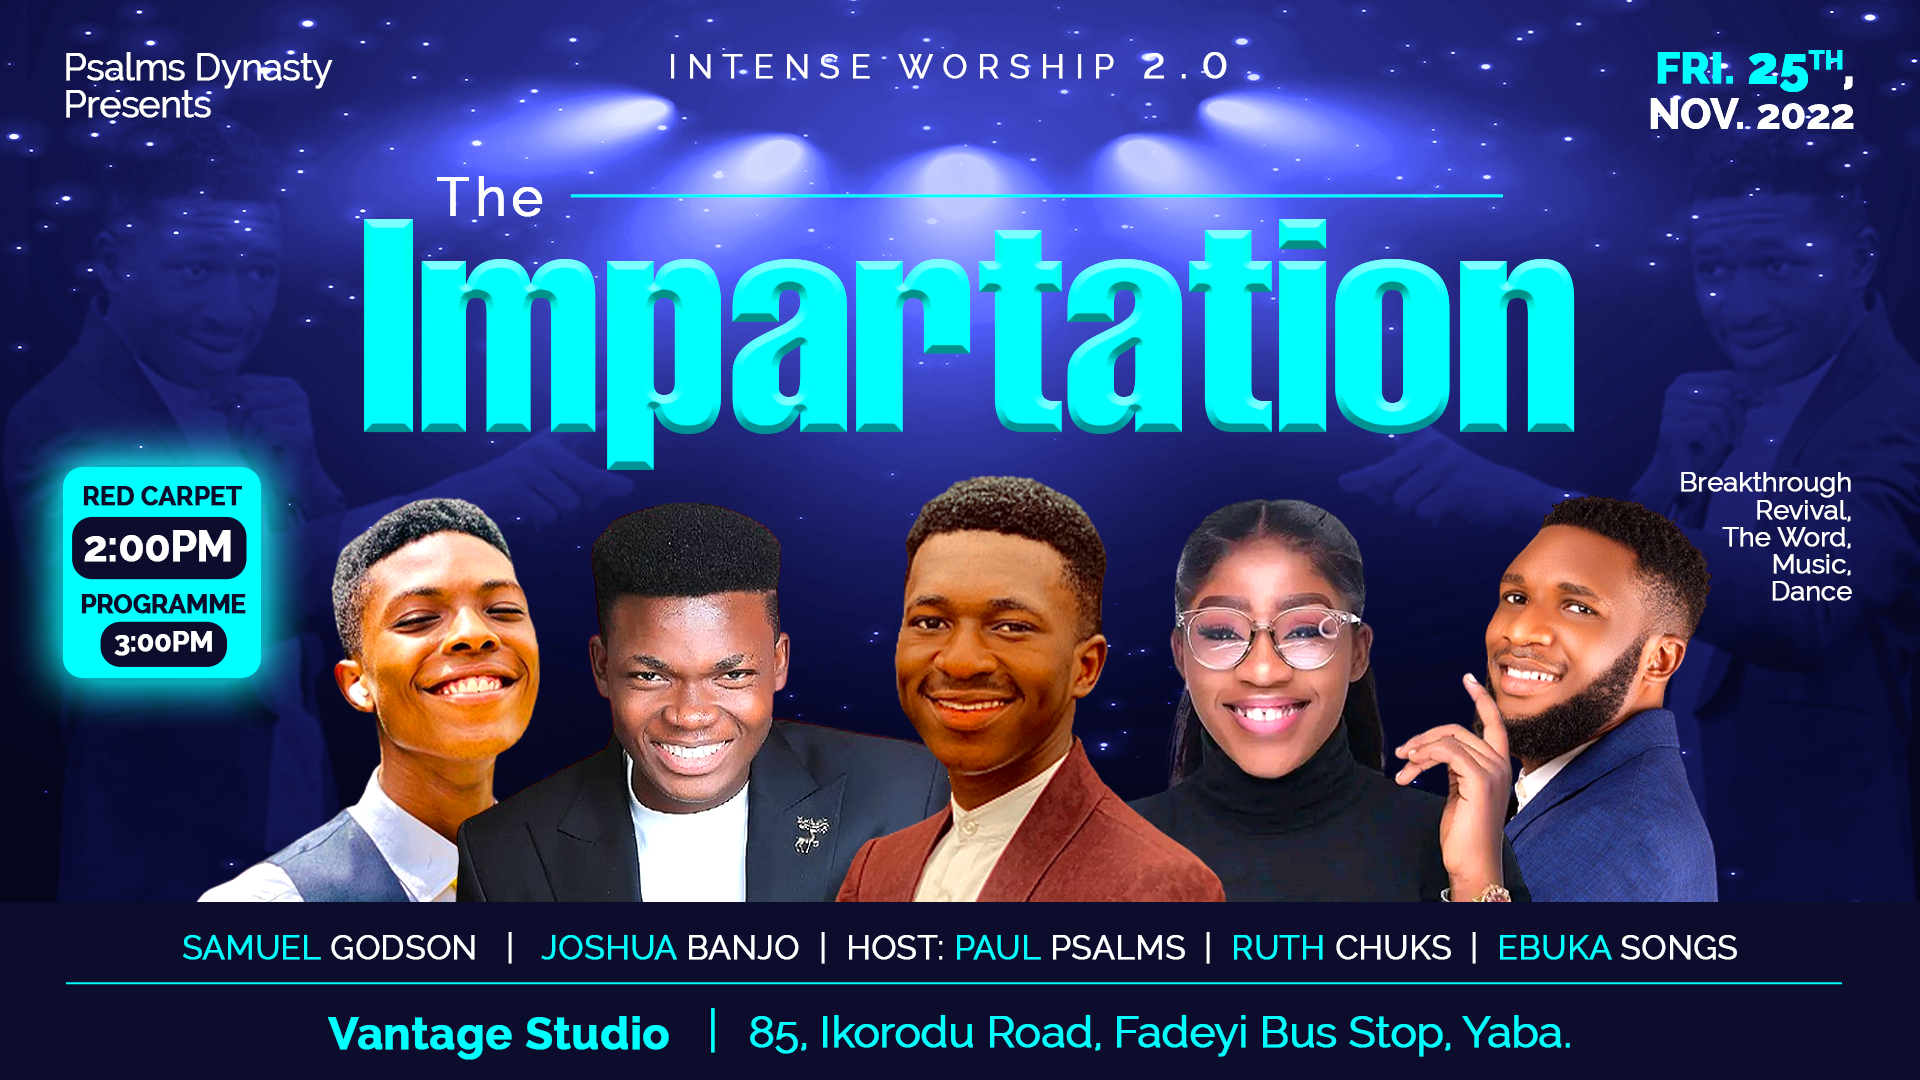 Psalms Dynasty
Presents
INTENSE WORSHIP 2.0
FRI. 25TH,
NOV. 2022
The
Impartation
RED CARPET
2:00PM
PROGRAMME
3:00PM
Breakthrough
Revival,
The Word,
Music,
Dance
SAMUEL GODSON | JOSHUA BANJO | HOST: PAUL PSALMS | RUTH CHUKS | EBUKA SONGS
Vantage Studio | 85, Ikorodu Road, Fadeyi Bus Stop, Yaba.